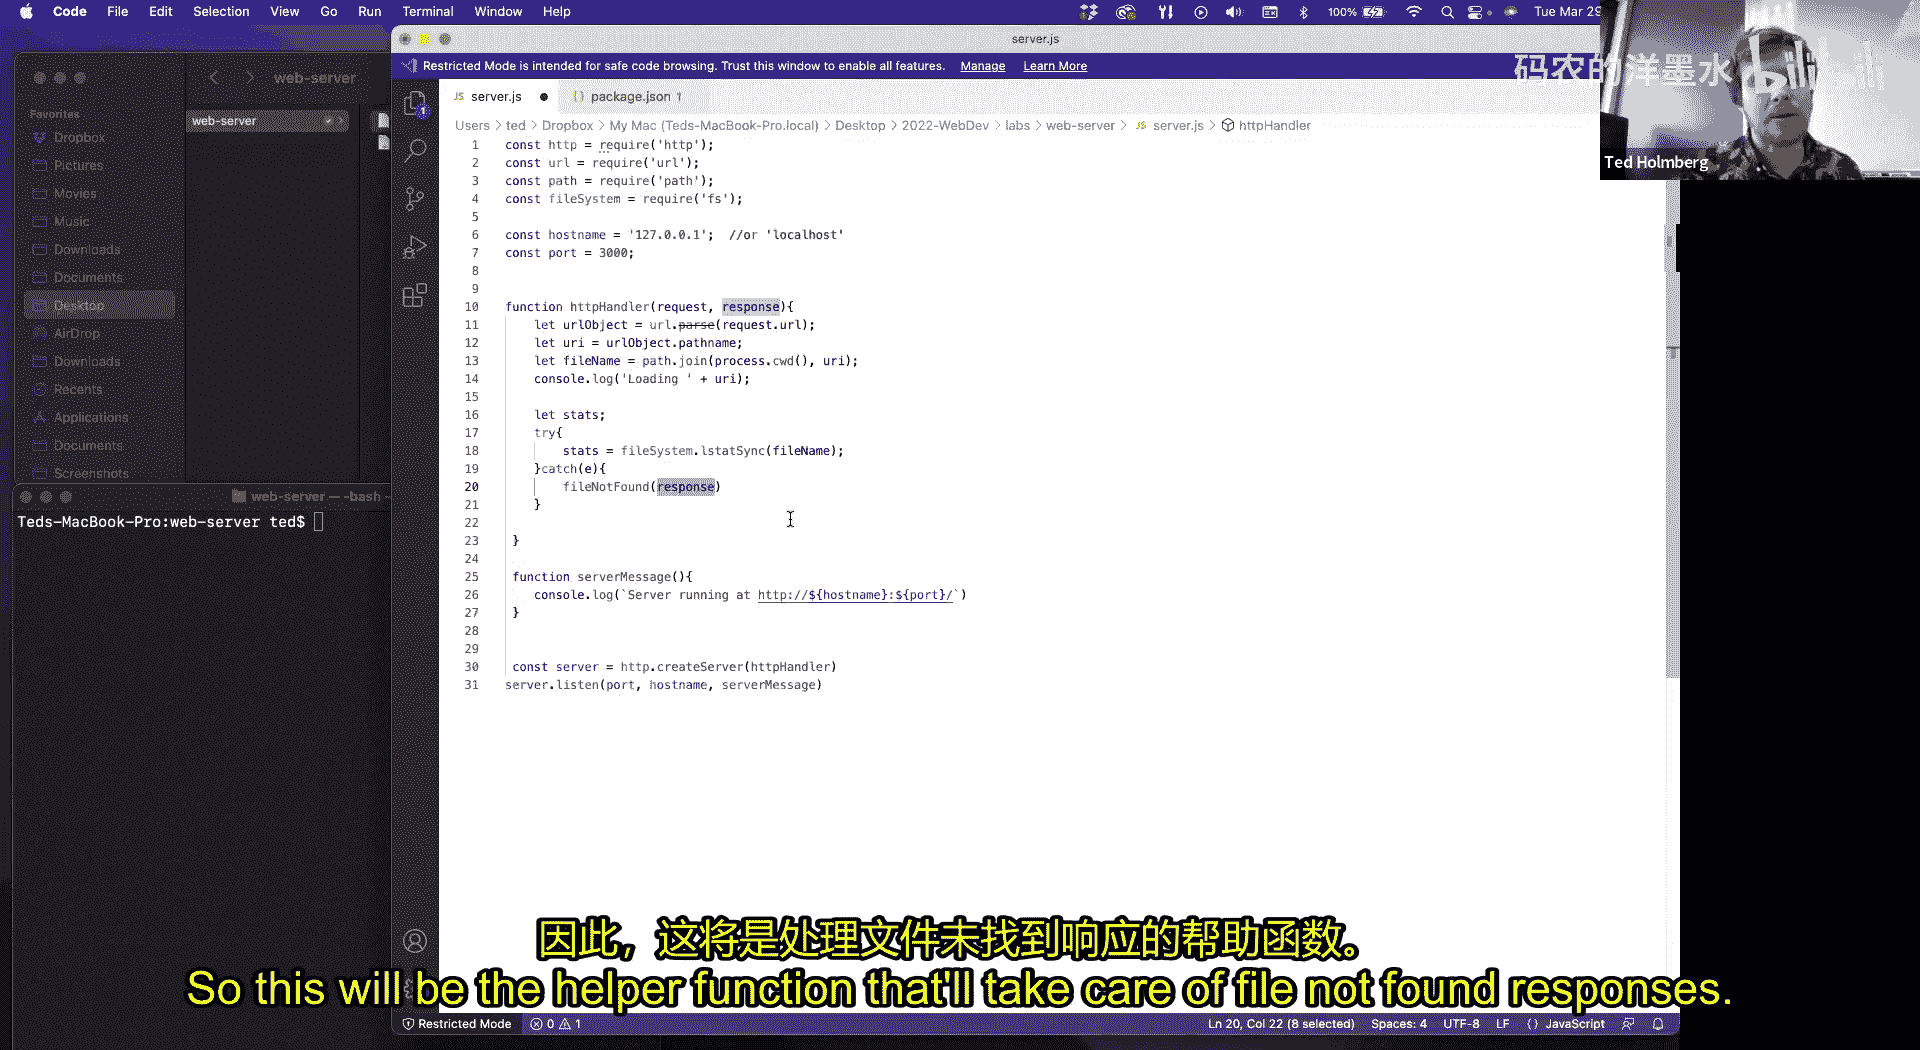 Code File Edit Selection View Go Run Terminal Window Help
100%
Tue Mar 29
server.js
web-server
Favorites
Dropbox
Pictures
Movies
Music
Downloads
Documents
Desktop
AirDrop
Downloads
Recents
Applications
Documents
Screenshots
web-server
web-server — -bash
Teds-MacBook-Pro:web-server ted$
Restricted Mode is intended for safe code browsing. Trust this window to enable all features. Manage Learn More
JS server.js ● {} package.json 1
Users > ted > Dropbox > My Mac (Teds-MacBook-Pro.local) > Desktop > 2022-WebDev > labs > web-server > JS server.js > httpHandler
1 const http = require('http');
2 const url = require('url');
3 const path = require('path');
4 const fileSystem = require('fs');
5
6 const hostname = '127.0.0.1';  //or 'localhost'
7 const port = 3000;
8
9
10 function httpHandler(request, response){
11     let urlObject = url.parse(request.url);
12     let uri = urlObject.pathname;
13     let fileName = path.join(process.cwd(), uri);
14     console.log('Loading ' + uri);
15
16     let stats;
17     try{
18         stats = fileSystem.lstatSync(fileName);
19     }catch(e){
20         fileNotFound(response)
21     }
22
23 }
24
25 function serverMessage(){
26    console.log(`Server running at http://${hostname}:${port}/`)
27 }
28
29
30 const server = http.createServer(httpHandler)
31 server.listen(port, hostname, serverMessage)
码农的洋墨水 bilibili
Ted Holmberg
1
因此，这将是处理文件未找到响应的帮助函数。
So this will be the helper function that'll take care of file not found responses.
Restricted Mode 0 1
Ln 20, Col 22 (8 selected) Spaces: 4 UTF-8 LF {} JavaScript